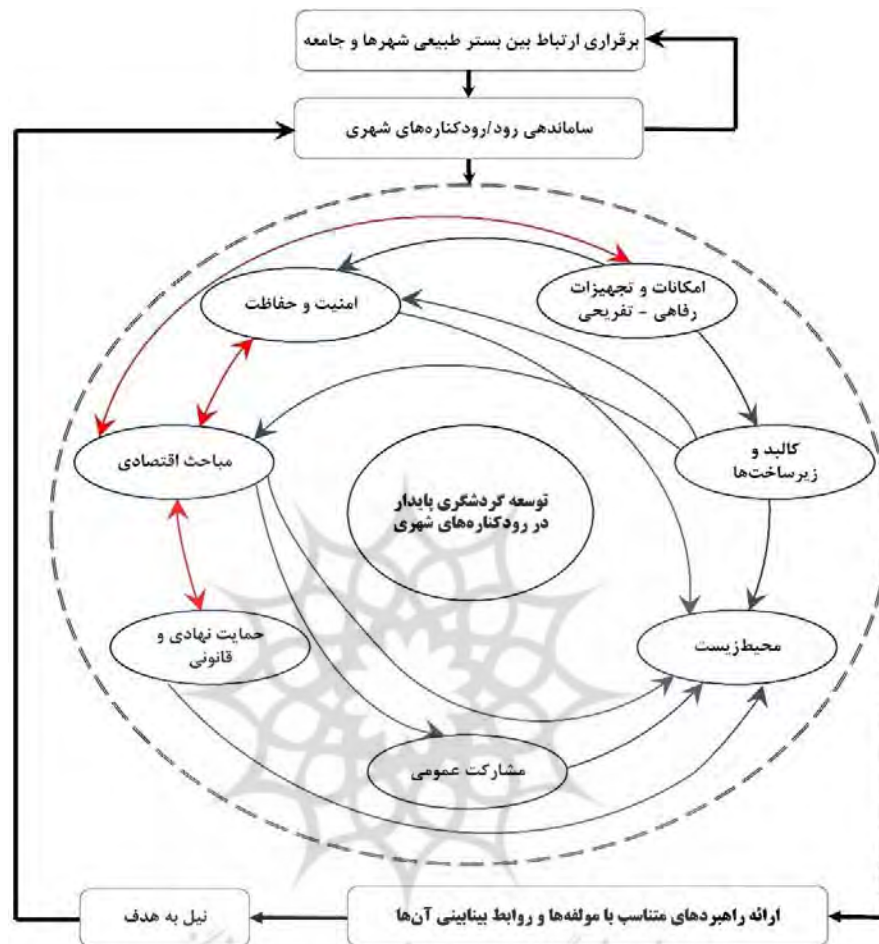 برقراری ارتباط بین بستر طبیعی شهرها و جامعه
ساماندهی رود/رودکناره‌های شهری
امکانات و تجهیزات
رفاهی - تفریحی
امنیت و حفاظت
کالبد و
زیرساخت‌ها
مباحث اقتصادی
توسعه گردشگری پایدار
در رودکناره‌های شهری
محیط‌زیست
حمایت نهادی و
قانونی
مشارکت عمومی
ارائه راهبردهای متناسب با مولفه‌ها و روابط بینابینی آن‌ها
نیل به هدف